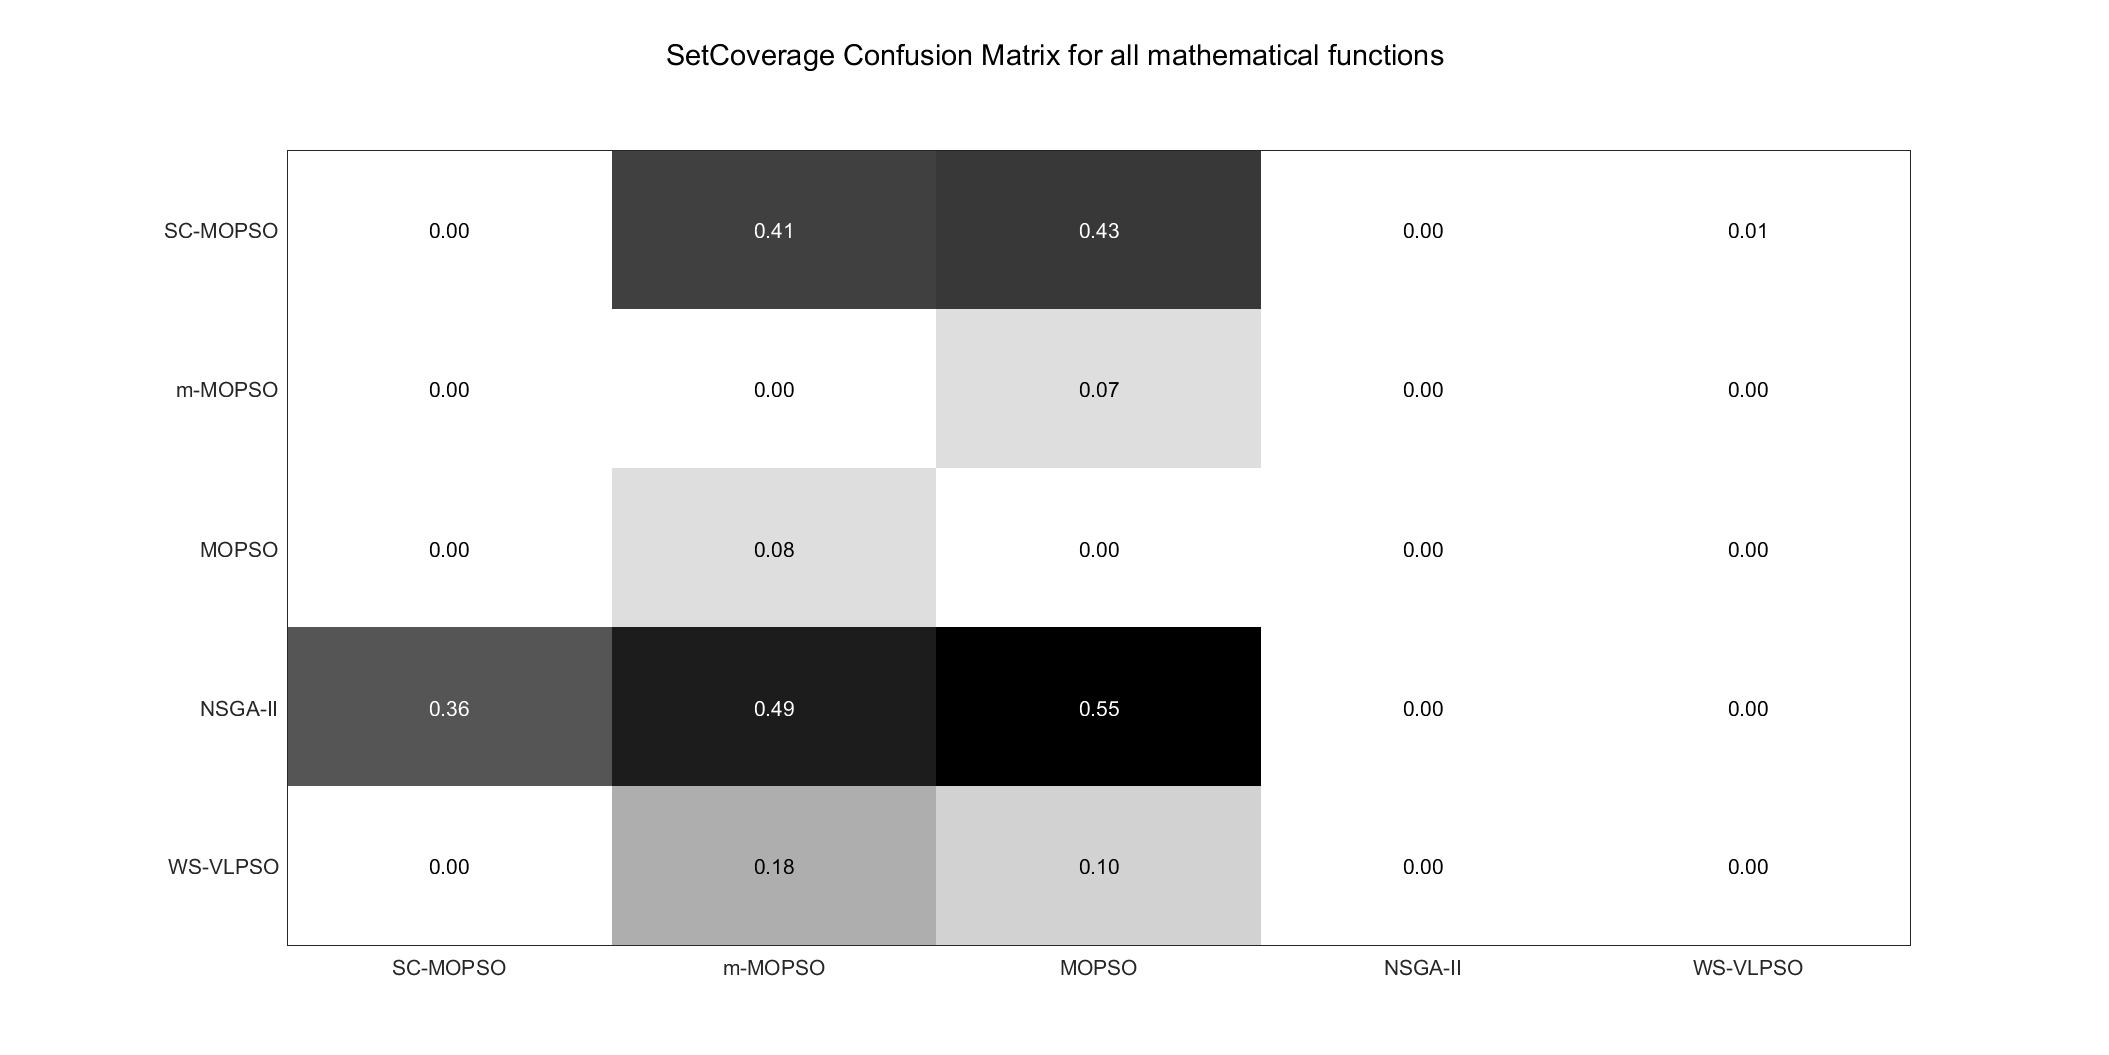 SetCoverage Confusion Matrix for all mathematical functions
SC-MOPSO 0.00 0.41 0.43 0.00 0.01
m-MOPSO 0.00 0.00 0.07 0.00 0.00
MOPSO 0.00 0.08 0.00 0.00 0.00
NSGA-II 0.36 0.49 0.55 0.00 0.00
WS-VLPSO 0.00 0.18 0.10 0.00 0.00
SC-MOPSO m-MOPSO MOPSO NSGA-II WS-VLPSO